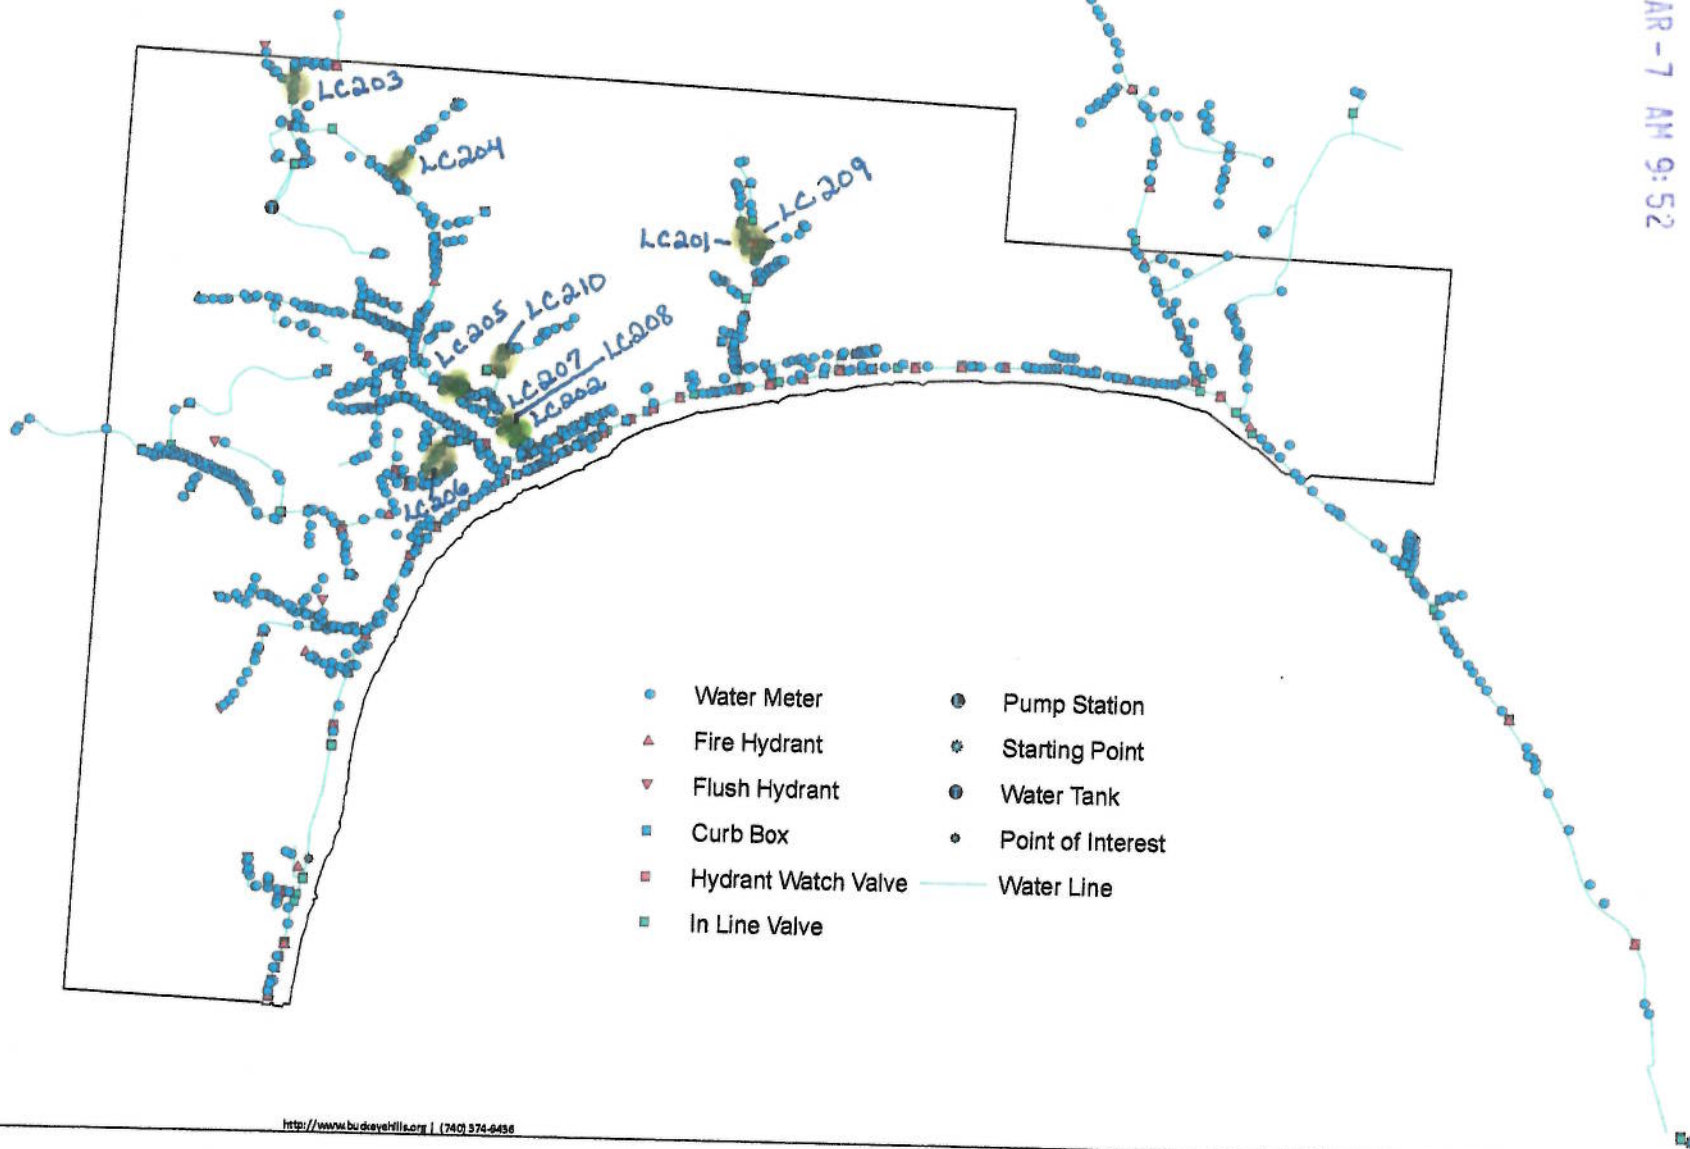 AR-7 AM 9:52
LC203
LC204
LC209
LC201
LC210
LC205
LC208
LC207
LC202
LC206
Water Meter
Fire Hydrant
Flush Hydrant
Curb Box
Hydrant Watch Valve
In Line Valve
Pump Station
Starting Point
Water Tank
Point of Interest
Water Line
http://www.buckeyehills.org | (740) 374-9436